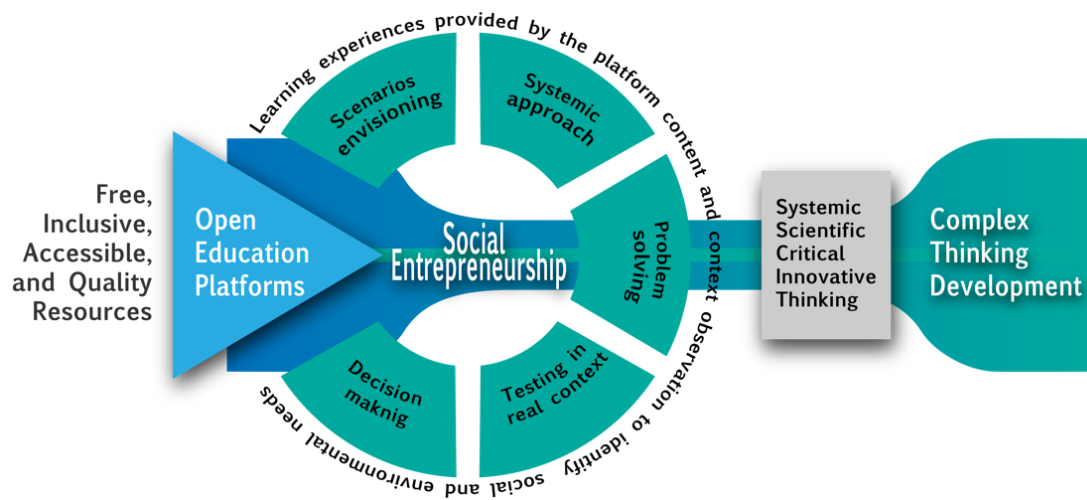 Learning experiences provided by the platform content and context observation to identify social and environmental needs
Free,
Inclusive,
Accessible,
and Quality
Resources
Open
Education
Platforms
Scenarios
envisioning
Systemic
approach
Social
Entrepreneurship
Problem
solving
Testing in
real context
Decision
maknig
Systemic
Scientific
Critical
Innovative
Thinking
Complex
Thinking
Development